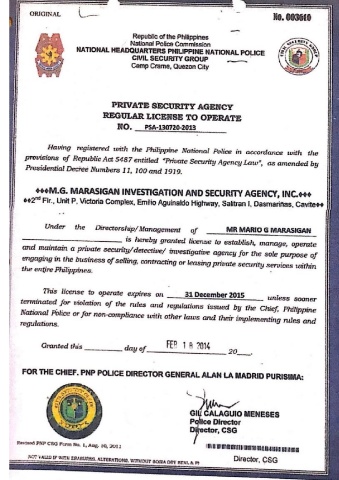 ORIGINAL
No. 003610
Republic of the Philippines
National Police Commission
NATIONAL HEADQUARTERS PHILIPPINE NATIONAL POLICE
CIVIL SECURITY GROUP
Camp Crame, Quezon City
PRIVATE SECURITY AGENCY
REGULAR LICENSE TO OPERATE
NO. PSA-130720-2013
Having registered with the Philippine National Police in accordance with the
provisions of Republic Act 5487 entitled "Private Security Agency Law", as amended by
Presidential Decree Numbers 11, 100 and 1919.
♦♦♦M.G. MARASIGAN INVESTIGATION AND SECURITY AGENCY, INC.♦♦♦
♦♦2nd Flr., Unit P, Victoria Complex, Emilio Aguinaldo Highway, Salitran I, Dasmariñas, Cavite♦♦
Under the Directorship/Management of MR MARIO G MARASIGAN
is hereby granted license to establish, manage, operate
and maintain a private security/detective/ investigative agency for the sole purpose of
engaging in the business of selling, contracting or leasing private security services within
the entire Philippines.
This license to operate expires on 31 December 2015 unless sooner
terminated for violation of the rules and regulations issued by the Chief, Philippine
National Police or for non-compliance with other laws and their implementing rules and
regulations.
Granted this day of FEB 18 2014 20
FOR THE CHIEF, PNP POLICE DIRECTOR GENERAL ALAN LA MADRID PURISIMA:
GIL CALAGUIO MENESES
Police Director
Director, CSG
Revised PNP CSG Form No. 1, Aug, 30, 2011
NOT VALID IF WITH ERASURES, ALTERATIONS, WITHOUT DRY SEAL &
Director, CSG